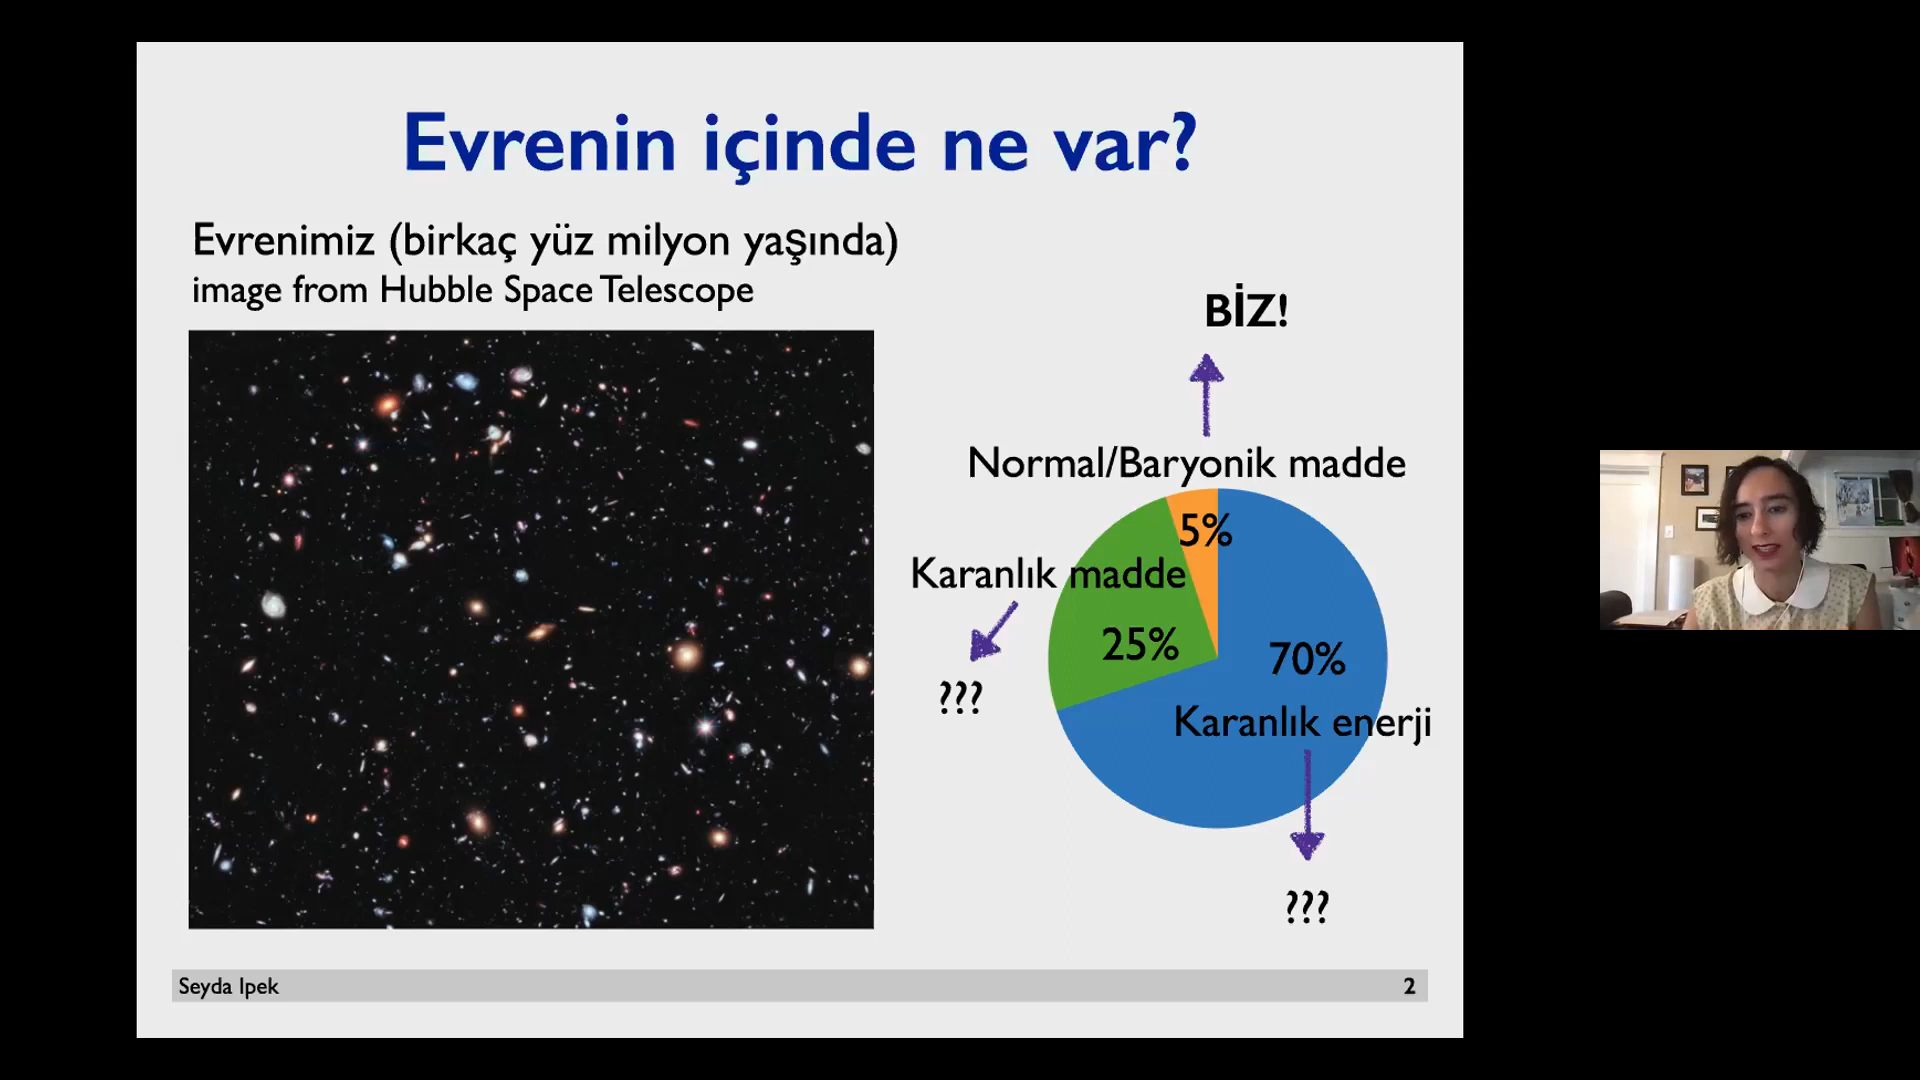 Evrenin içinde ne var?
Evrenimiz (birkaç yüz milyon yaşında)
image from Hubble Space Telescope
BİZ!
Normal/Baryonik madde
5%
Karanlık madde
25%
70%
???
Karanlık enerji
???
Seyda Ipek
2